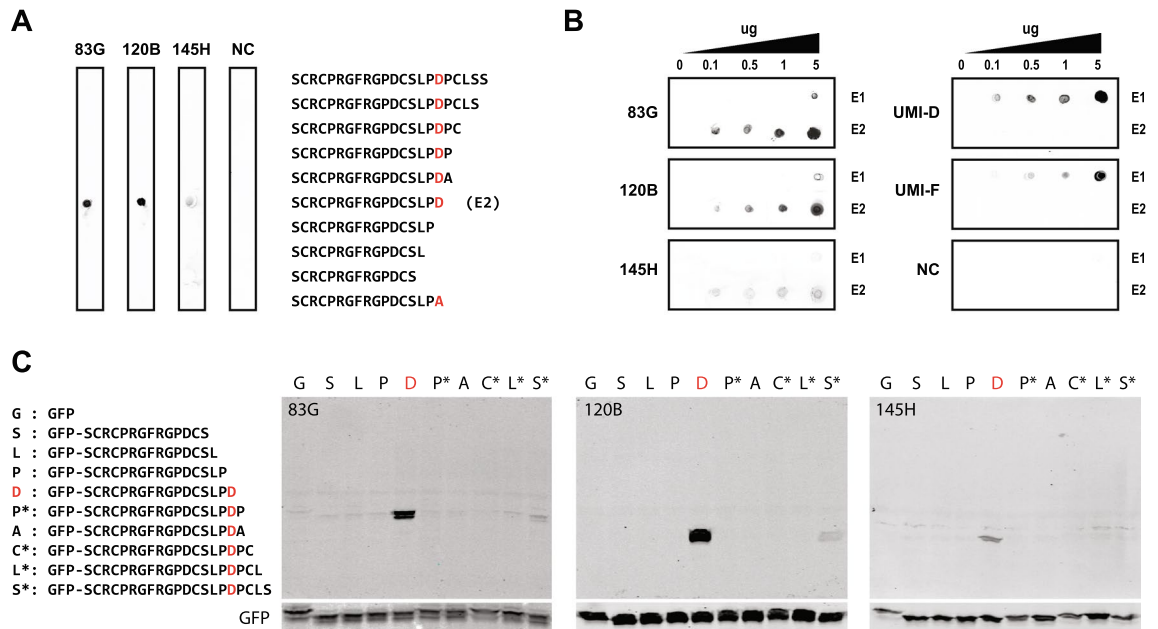 A
83G 120B 145H NC
SCRCPRGFRGPDCSLPDPCLSS
SCRCPRGFRGPDCSLPDPCLS
SCRCPRGFRGPDCSLPDPC
SCRCPRGFRGPDCSLPDP
SCRCPRGFRGPDCSLPDA
SCRCPRGFRGPDCSLPD (E2)
SCRCPRGFRGPDCSLP
SCRCPRGFRGPDCSL
SCRCPRGFRGPDCS
SCRCPRGFRGPDCSLPA
B
ug
0 0.1 0.5 1 5
83G
E1
E2
120B
E1
E2
145H
E1
E2
ug
0 0.1 0.5 1 5
UMI-D
E1
E2
UMI-F
E1
E2
NC
E1
E2
C
G : GFP
S : GFP-SCRCPRGFRGPDCS
L : GFP-SCRCPRGFRGPDCSL
P : GFP-SCRCPRGFRGPDCSLP
D : GFP-SCRCPRGFRGPDCSLPD
P*: GFP-SCRCPRGFRGPDCSLPDP
A : GFP-SCRCPRGFRGPDCSLPDA
C*: GFP-SCRCPRGFRGPDCSLPDPC
L*: GFP-SCRCPRGFRGPDCSLPDPCL
S*: GFP-SCRCPRGFRGPDCSLPDPCLS
G S L P D P* A C* L* S*
83G
G S L P D P* A C* L* S*
120B
G S L P D P* A C* L* S*
145H
GFP